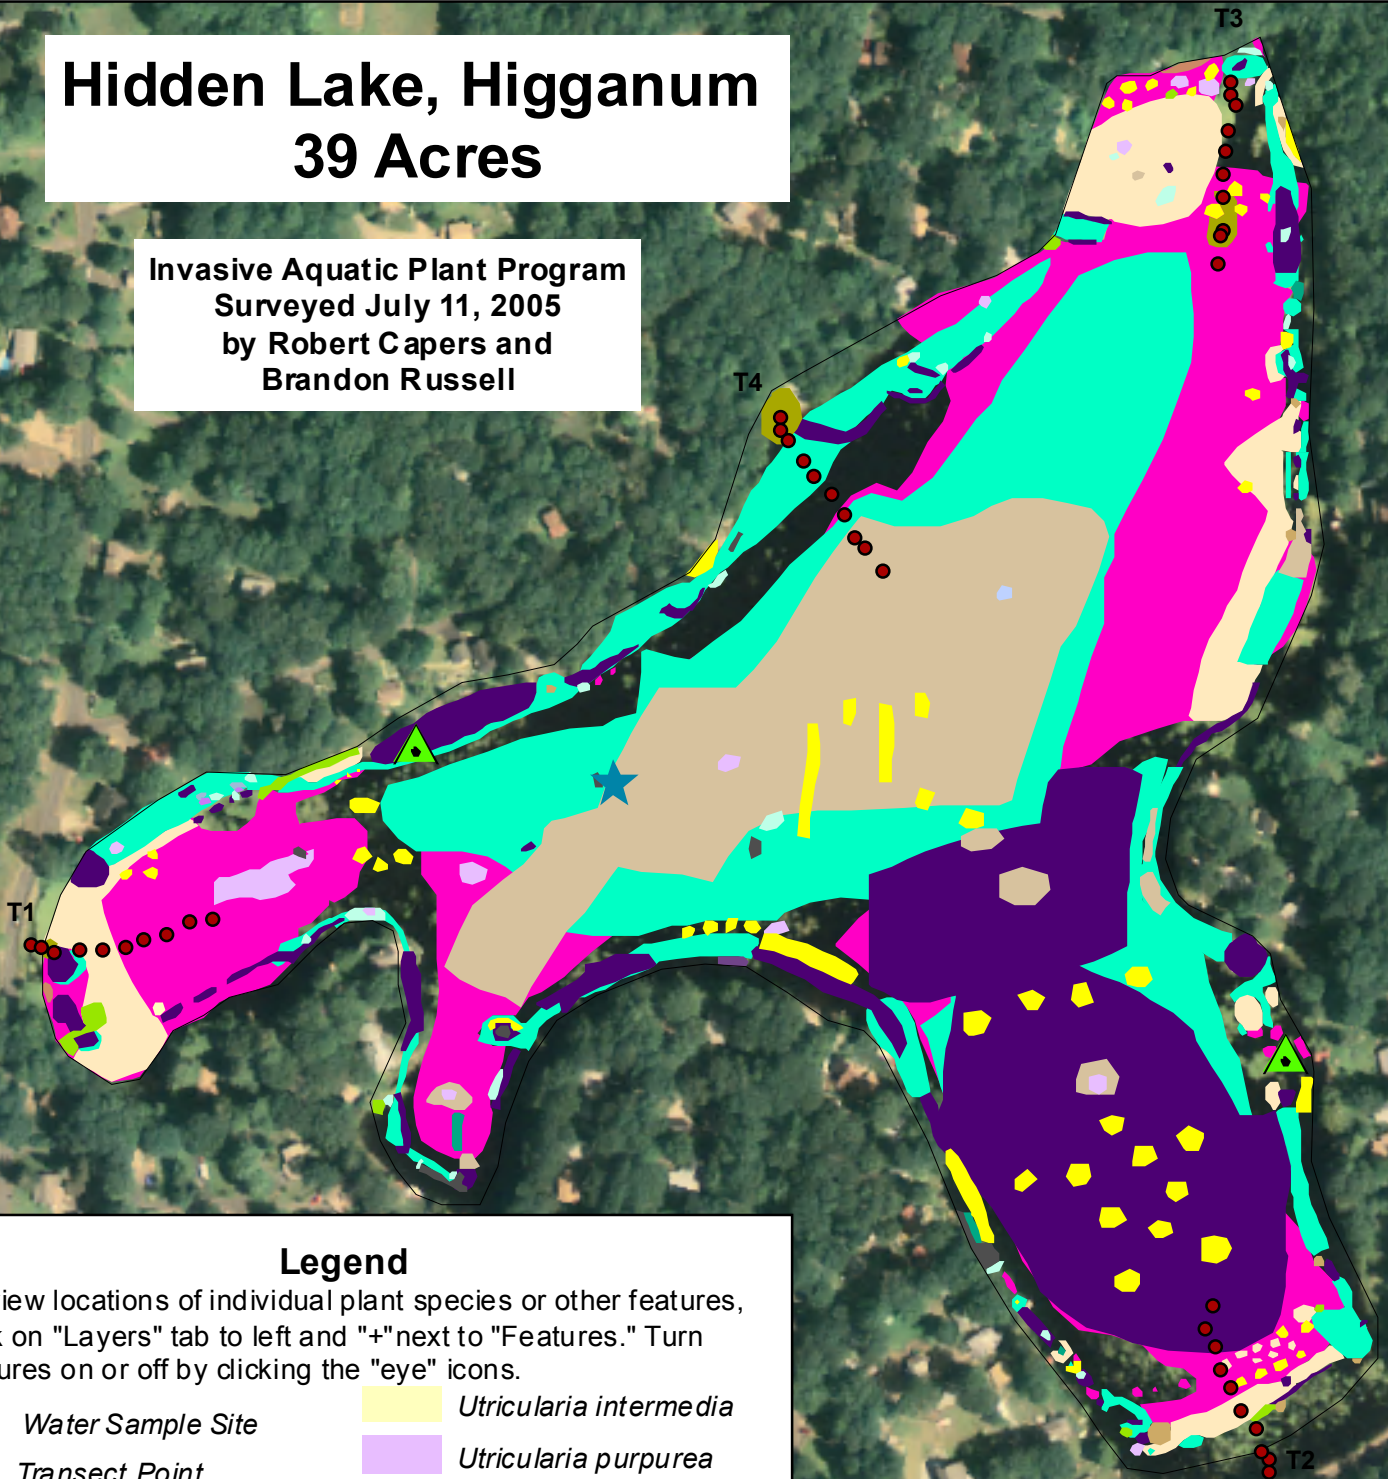 T3
Hidden Lake, Higganum
39 Acres
Invasive Aquatic Plant Program
Surveyed July 11, 2005
by Robert Capers and
Brandon Russell
T4
T1
Legend
iew locations of individual plant species or other features,
k on "Layers" tab to left and "+"next to "Features." Turn
ures on or off by clicking the "eye" icons.
Water Sample Site
Transect Point
Utricularia intermedia
Utricularia purpurea
T2